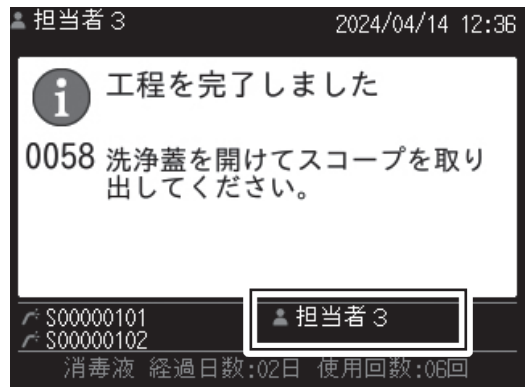 担当者3 2024/04/14 12:36
i 工程を完了しました
0058 洗浄蓋を開けてスコープを取り
出してください。
S00000101 担当者3
S00000102
消毒液 経過日数:02日 使用回数:06回